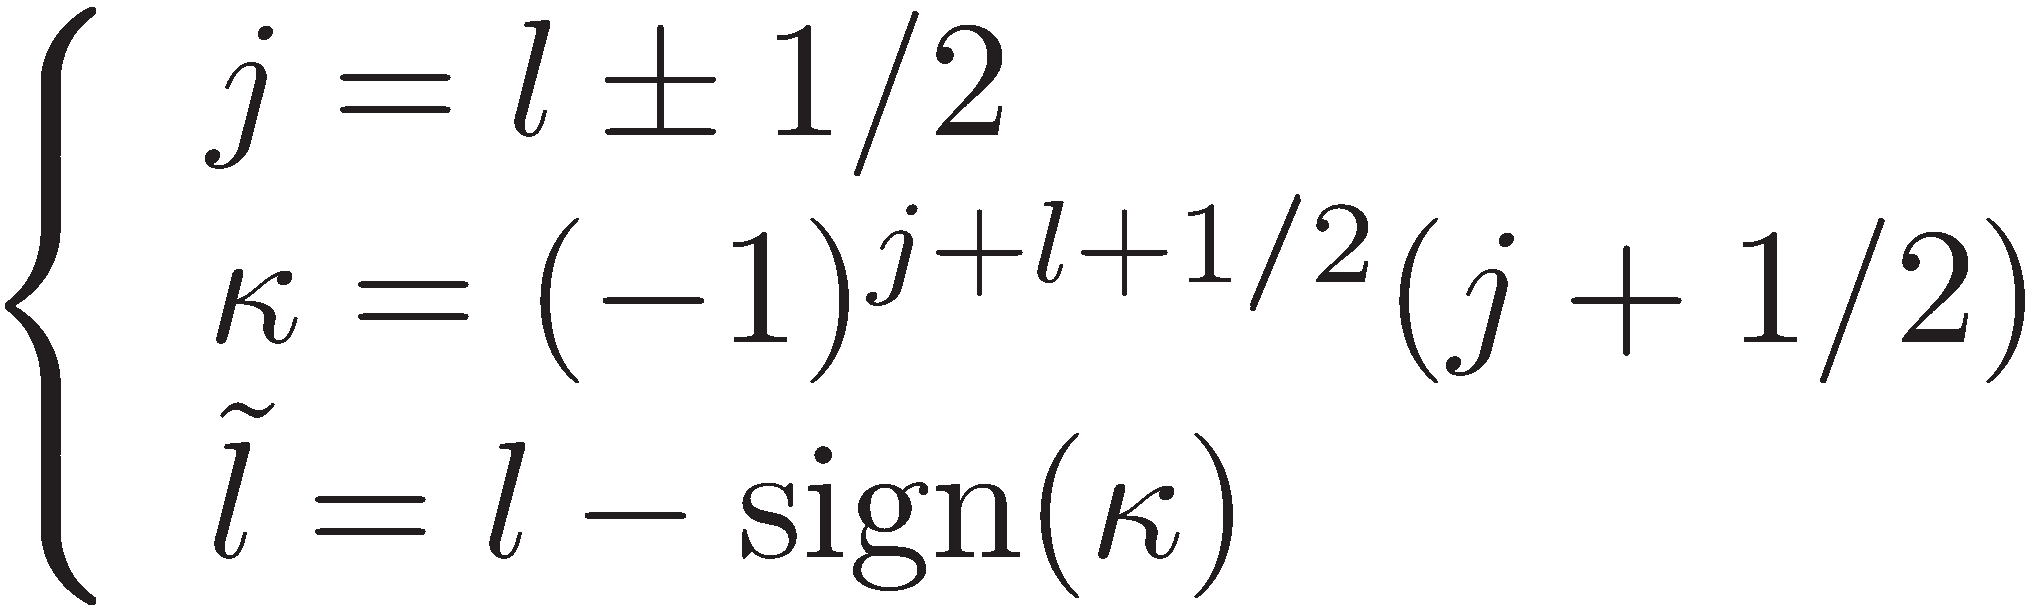 j = l ± 1/2
κ = (−1)^{j+l+1/2}(j + 1/2)
l̃ = l − sign(κ)